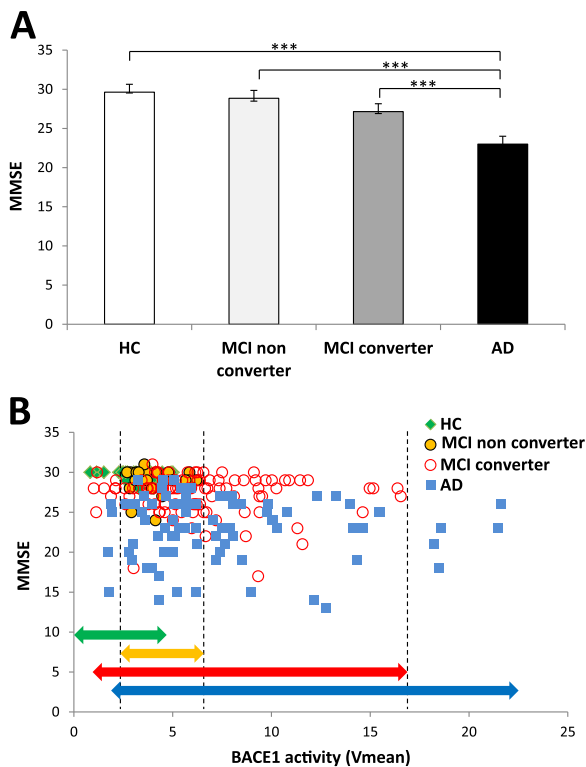 A
***
***
***
35
30
25
20
15
10
5
0
MMSE
HC
MCI non converter
MCI converter
AD
B
HC
MCI non converter
MCI converter
AD
35
30
25
20
15
10
5
0
MMSE
0 5 10 15 20 25
BACE1 activity (Vmean)